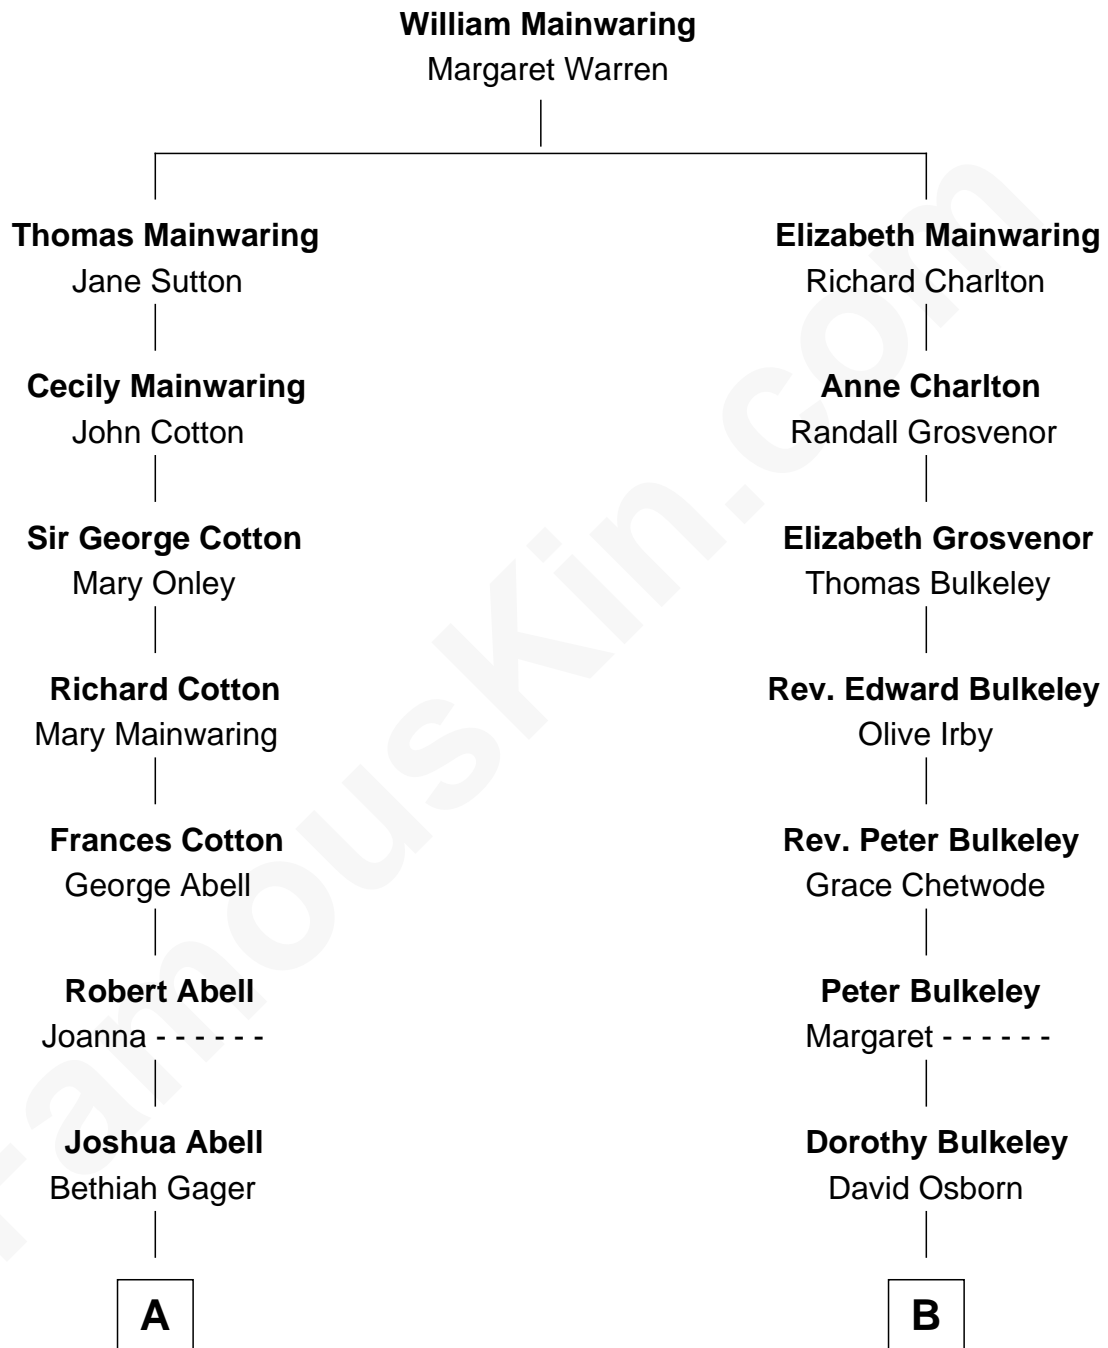 William Mainwaring
Margaret Warren
Thomas Mainwaring
Jane Sutton
Elizabeth Mainwaring
Richard Charlton
Cecily Mainwaring
John Cotton
Anne Charlton
Randall Grosvenor
Sir George Cotton
Mary Onley
Elizabeth Grosvenor
Thomas Bulkeley
Richard Cotton
Mary Mainwaring
Rev. Edward Bulkeley
Olive Irby
Frances Cotton
George Abell
Rev. Peter Bulkeley
Grace Chetwode
Robert Abell
Joanna - - - - - -
Peter Bulkeley
Margaret - - - - - -
Joshua Abell
Bethiah Gager
Dorothy Bulkeley
David Osborn
A
B
FamousKin.com